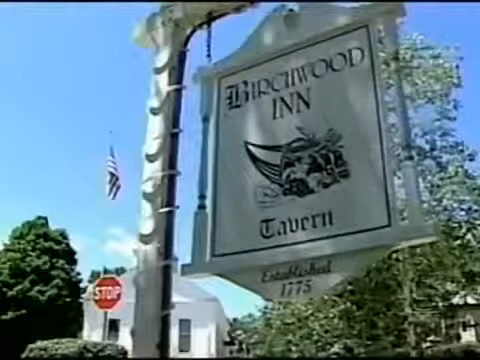 BIRCHWOOD
INN
Tavern
Established
1775
STOP